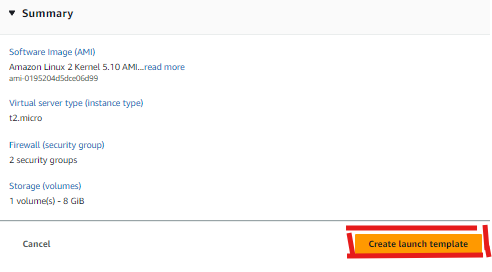 Summary
Software Image (AMI)
Amazon Linux 2 Kernel 5.10 AMI...read more
ami-0195204d5dce06d99
Virtual server type (instance type)
t2.micro
Firewall (security group)
2 security groups
Storage (volumes)
1 volume(s) - 8 GiB
Cancel
Create launch template